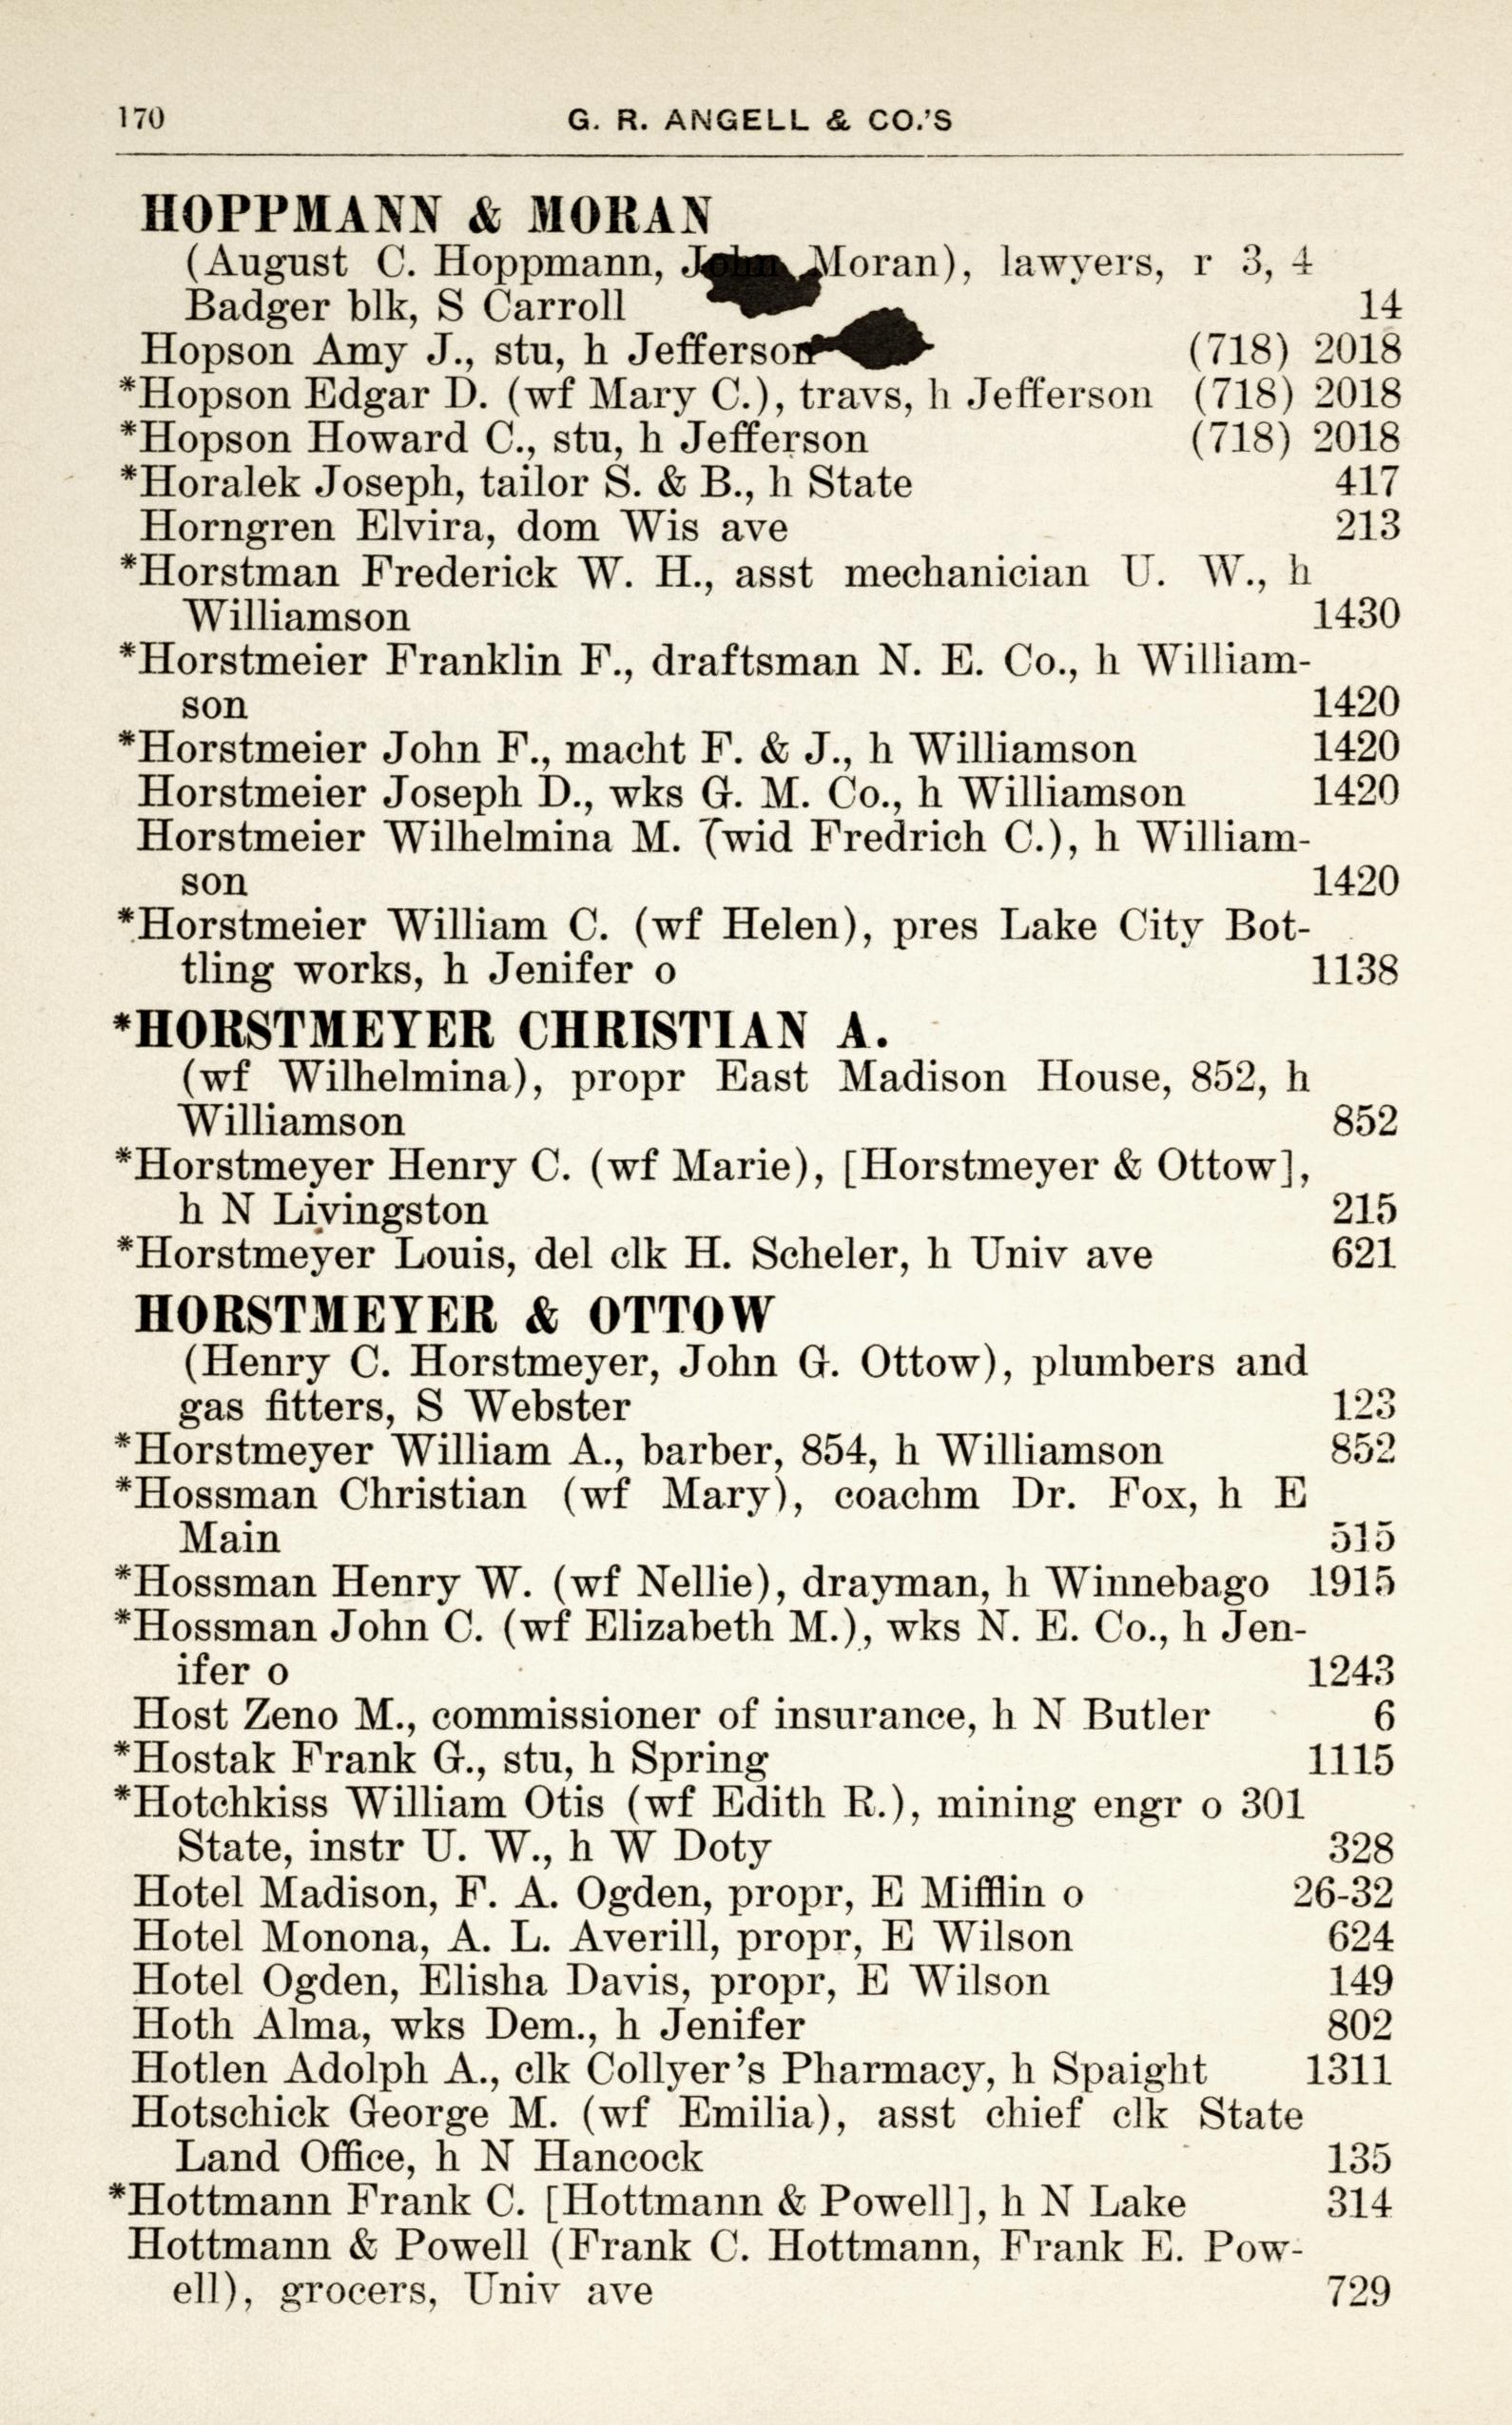 170 G. R. ANGELL & CO.'S
HOPPMANN & MORAN
(August C. Hoppmann, John Moran), lawyers, r 3, 4
Badger blk, S Carroll 14
Hopson Amy J., stu, h Jefferson (718) 2018
*Hopson Edgar D. (wf Mary C.), travs, h Jefferson (718) 2018
*Hopson Howard C., stu, h Jefferson (718) 2018
*Horalek Joseph, tailor S. & B., h State 417
Horngren Elvira, dom Wis ave 213
*Horstman Frederick W. H., asst mechanician U. W., h
Williamson 1430
*Horstmeier Franklin F., draftsman N. E. Co., h William-
son 1420
*Horstmeier John F., macht F. & J., h Williamson 1420
Horstmeier Joseph D., wks G. M. Co., h Williamson 1420
Horstmeier Wilhelmina M. (wid Fredrich C.), h William-
son 1420
*Horstmeier William C. (wf Helen), pres Lake City Bot-
tling works, h Jenifer o 1138
*HORSTMEYER CHRISTIAN A.
(wf Wilhelmina), propr East Madison House, 852, h
Williamson 852
*Horstmeyer Henry C. (wf Marie), [Horstmeyer & Ottow],
h N Livingston 215
*Horstmeyer Louis, del clk H. Scheler, h Univ ave 621
HORSTMEYER & OTTOW
(Henry C. Horstmeyer, John G. Ottow), plumbers and
gas fitters, S Webster 123
*Horstmeyer William A., barber, 854, h Williamson 852
*Hossman Christian (wf Mary), coachm Dr. Fox, h E
Main 515
*Hossman Henry W. (wf Nellie), drayman, h Winnebago 1915
*Hossman John C. (wf Elizabeth M.), wks N. E. Co., h Jen-
ifer o 1243
Host Zeno M., commissioner of insurance, h N Butler 6
*Hostak Frank G., stu, h Spring 1115
*Hotchkiss William Otis (wf Edith R.), mining engr o 301
State, instr U. W., h W Doty 328
Hotel Madison, F. A. Ogden, propr, E Mifflin o 26-32
Hotel Monona, A. L. Averill, propr, E Wilson 624
Hotel Ogden, Elisha Davis, propr, E Wilson 149
Hoth Alma, wks Dem., h Jenifer 802
Hotlen Adolph A., clk Collyer's Pharmacy, h Spaight 1311
Hotschick George M. (wf Emilia), asst chief clk State
Land Office, h N Hancock 135
*Hottmann Frank C. [Hottmann & Powell], h N Lake 314
Hottmann & Powell (Frank C. Hottmann, Frank E. Pow-
ell), grocers, Univ ave 729